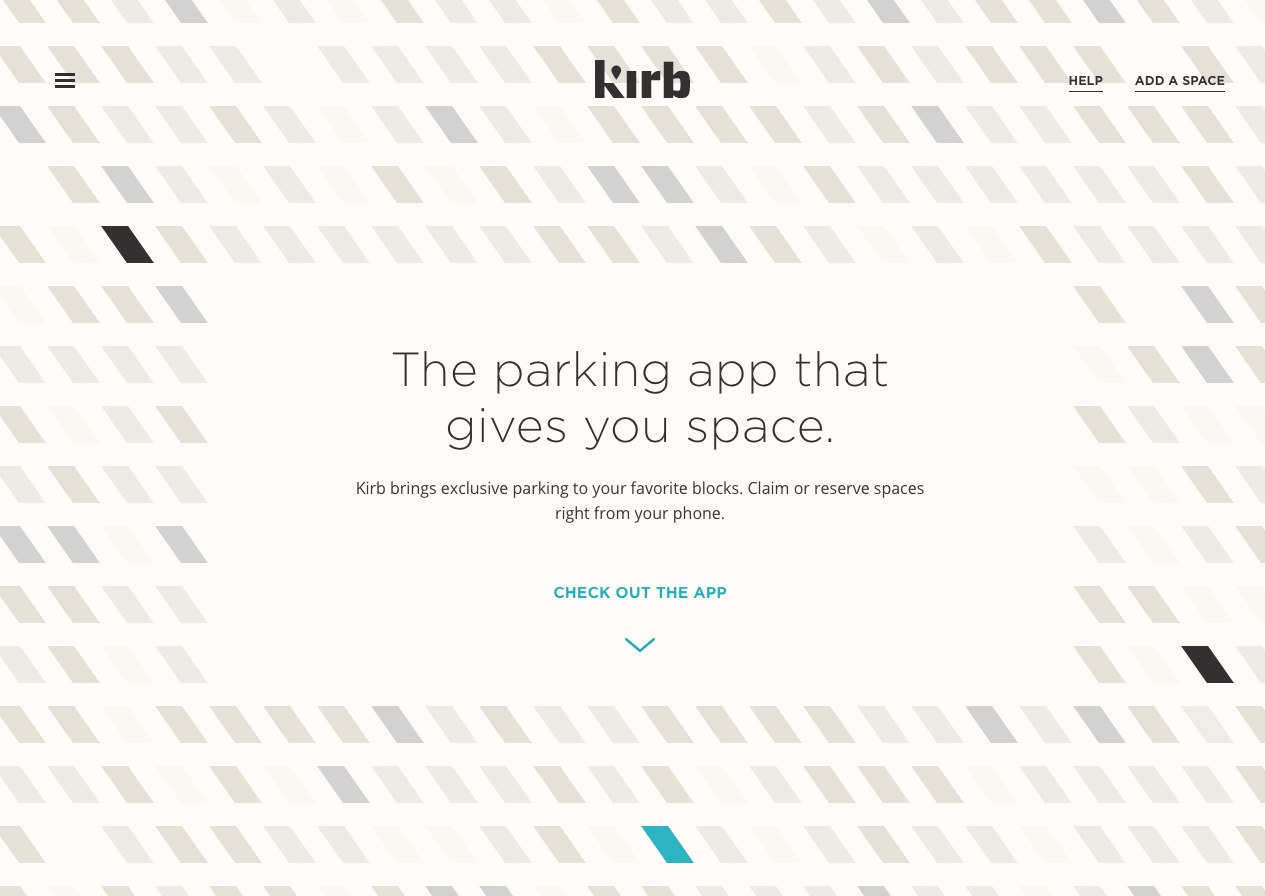 kirb
HELP
ADD A SPACE
The parking app that
gives you space.
Kirb brings exclusive parking to your favorite blocks. Claim or reserve spaces
right from your phone.
CHECK OUT THE APP